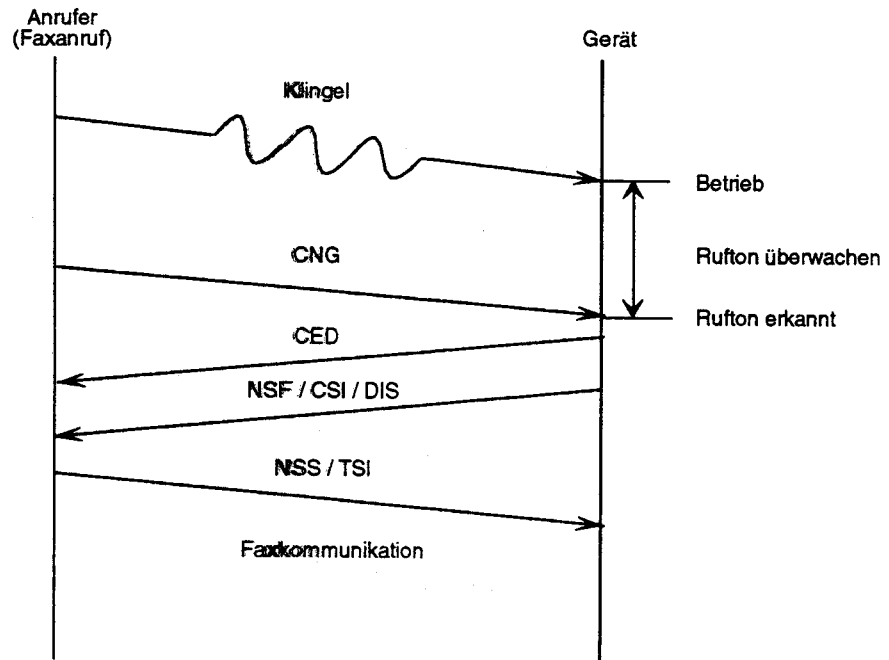 Anrufer
(Faxanruf)
Gerät
Klingel
Betrieb
CNG
Rufton überwachen
Rufton erkannt
CED
NSF / CSI / DIS
NSS / TSI
Faxkommunikation